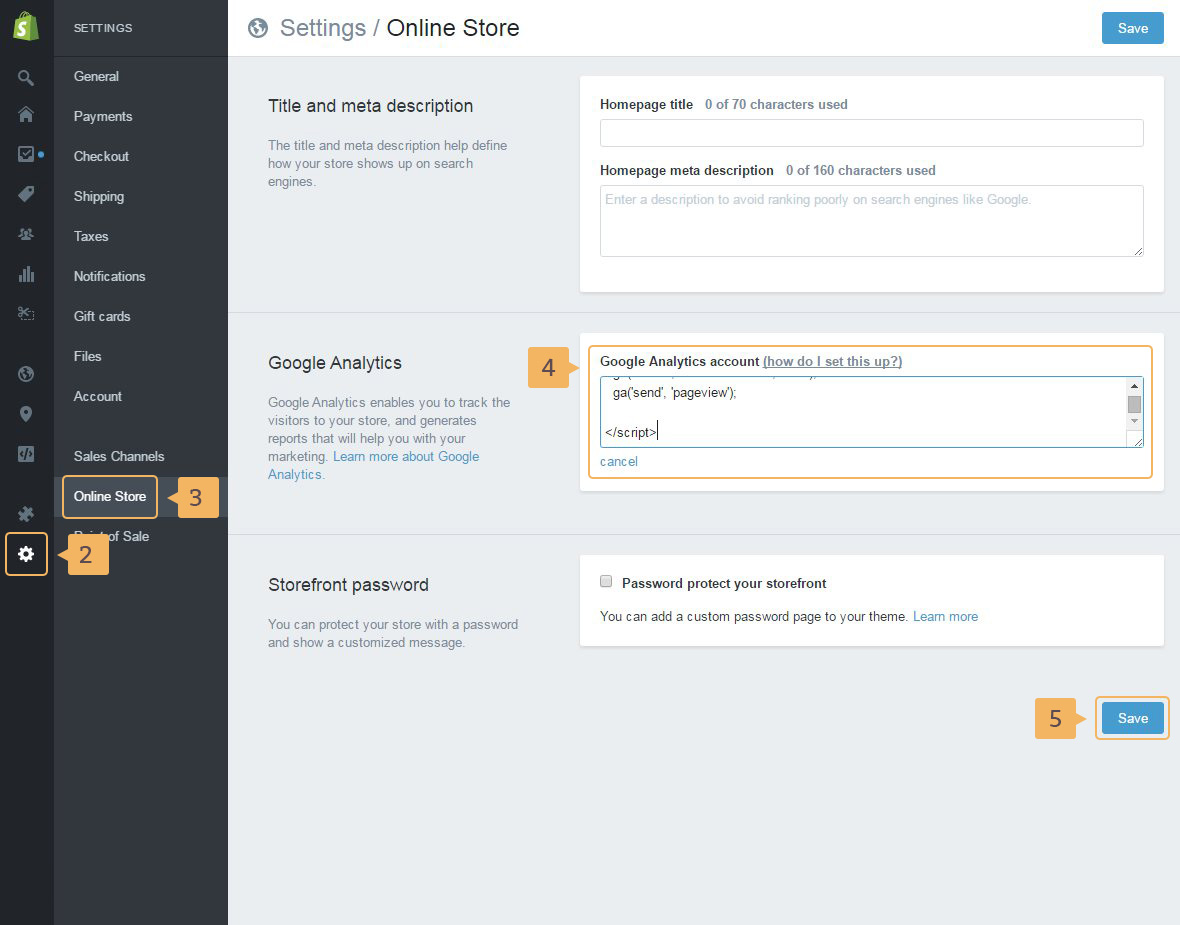 SETTINGS
General
Payments
Checkout
Shipping
Taxes
Notifications
Gift cards
Files
Account
Sales Channels
Online Store
3
of Sale
2
Settings / Online Store
Save
Title and meta description
The title and meta description help define
how your store shows up on search
engines.
Homepage title 0 of 70 characters used
Homepage meta description 0 of 160 characters used
Enter a description to avoid ranking poorly on search engines like Google.
Google Analytics
Google Analytics enables you to track the
visitors to your store, and generates
reports that will help you with your
marketing. Learn more about Google
Analytics.
4
Google Analytics account (how do I set this up?)
ga('send', 'pageview');
</script>
cancel
Storefront password
You can protect your store with a password
and show a customized message.
Password protect your storefront
You can add a custom password page to your theme. Learn more
5
Save